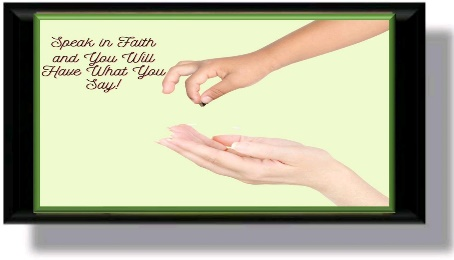 Speak in Faith
and You Will
Have What You
Say!